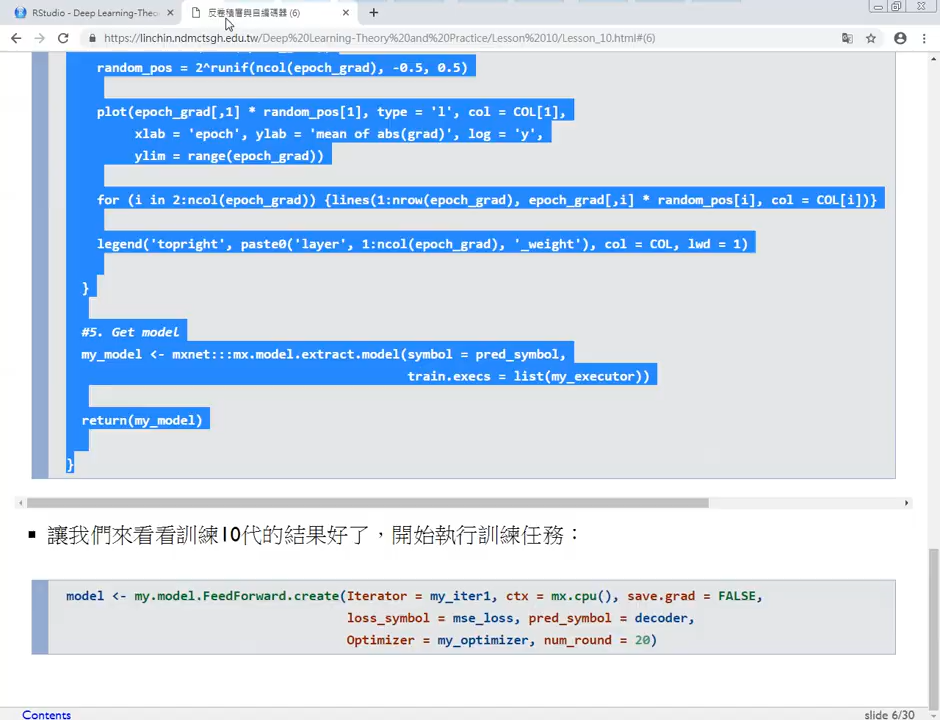 RStudio - Deep Learning-Theo
反卷積層與自編碼器 (6)
https://linchin.ndmctsgh.edu.tw/Deep%20Learning-Theory%20and%20Practice/Lesson%2010/Lesson_10.html#(6)
random_pos = 2^runif(ncol(epoch_grad), -0.5, 0.5)
plot(epoch_grad[,1] * random_pos[1], type = 'l', col = COL[1],
xlab = 'epoch', ylab = 'mean of abs(grad)', log = 'y',
ylim = range(epoch_grad))
for (i in 2:ncol(epoch_grad)) {lines(1:nrow(epoch_grad), epoch_grad[,i] * random_pos[i], col = COL[i])}
legend('topright', paste0('layer', 1:ncol(epoch_grad), '_weight'), col = COL, lwd = 1)
}
#5. Get model
my_model <- mxnet:::mx.model.extract.model(symbol = pred_symbol,
train.execs = list(my_executor))
return(my_model)
}
▪ 讓我們來看看訓練10代的結果好了，開始執行訓練任務：
model <- my.model.FeedForward.create(Iterator = my_iter1, ctx = mx.cpu(), save.grad = FALSE,
loss_symbol = mse_loss, pred_symbol = decoder,
Optimizer = my_optimizer, num_round = 20)
Contents
slide 6/30